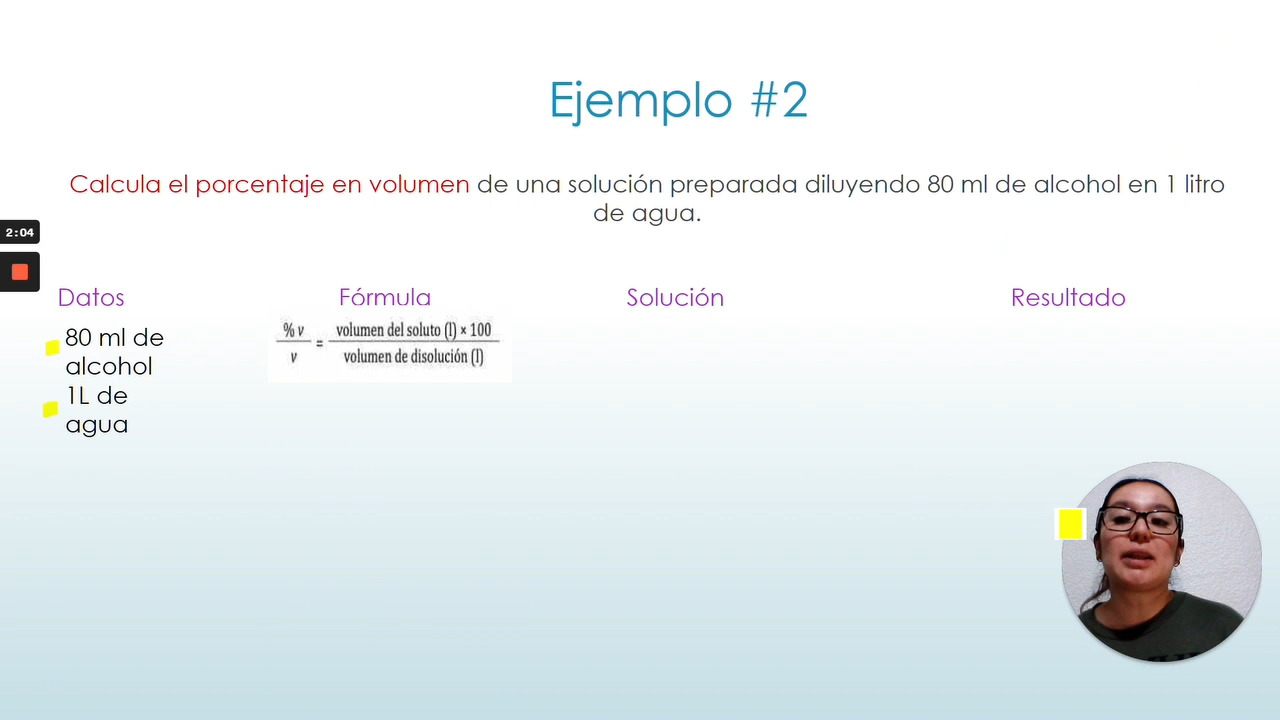 Ejemplo #2
Calcula el porcentaje en volumen de una solución preparada diluyendo 80 ml de alcohol en 1 litro
de agua.
2:04
Datos
Fórmula
Solución
Resultado
80 ml de
alcohol
1L de
agua
% v / v = volumen del soluto (l) × 100 / volumen de disolución (l)